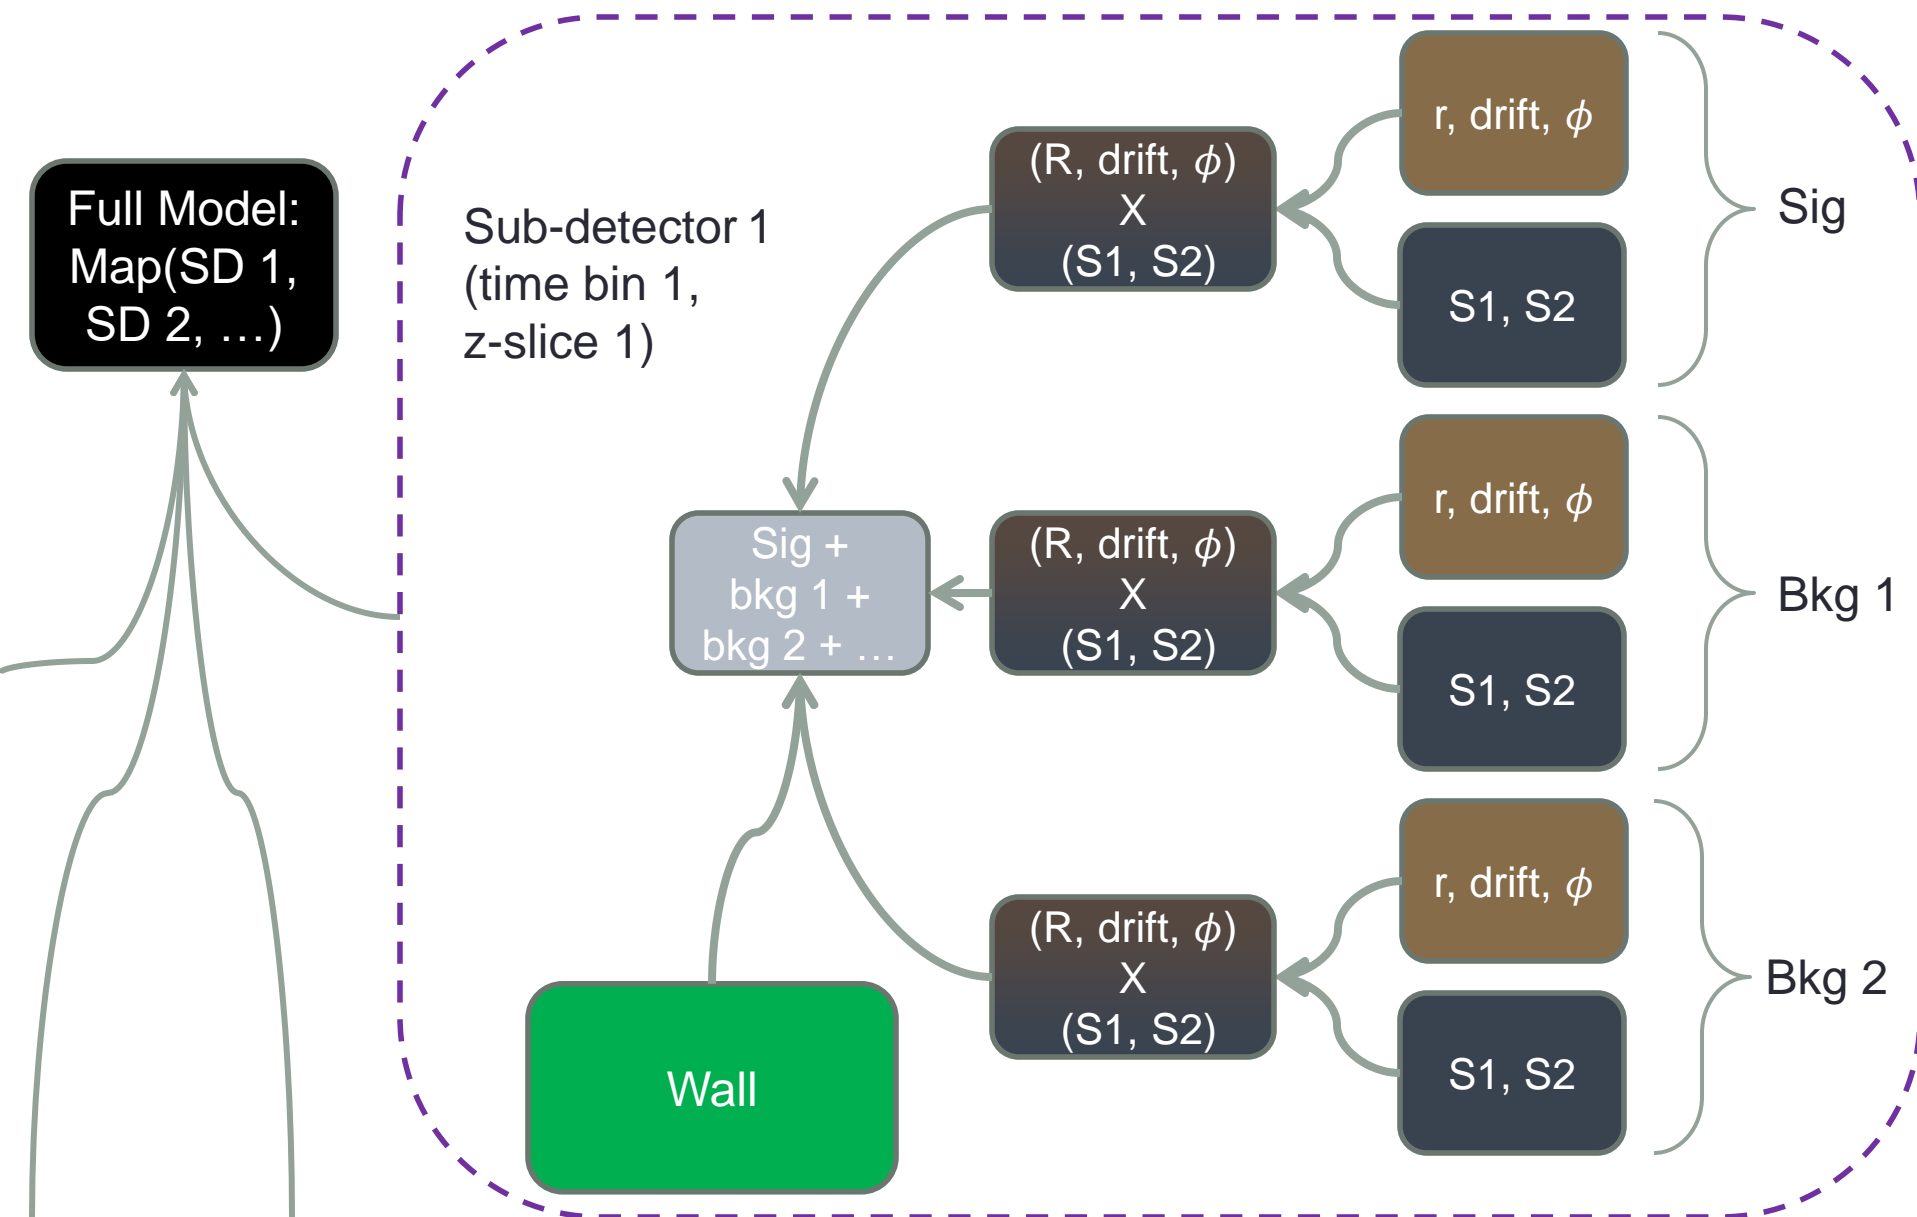 Full Model:
Map(SD 1,
SD 2, …)
Sub-detector 1
(time bin 1,
z-slice 1)
(R, drift, ϕ)
X
(S1, S2)
r, drift, ϕ
S1, S2
Sig
Sig +
bkg 1 +
bkg 2 + …
(R, drift, ϕ)
X
(S1, S2)
r, drift, ϕ
S1, S2
Bkg 1
Wall
(R, drift, ϕ)
X
(S1, S2)
r, drift, ϕ
S1, S2
Bkg 2